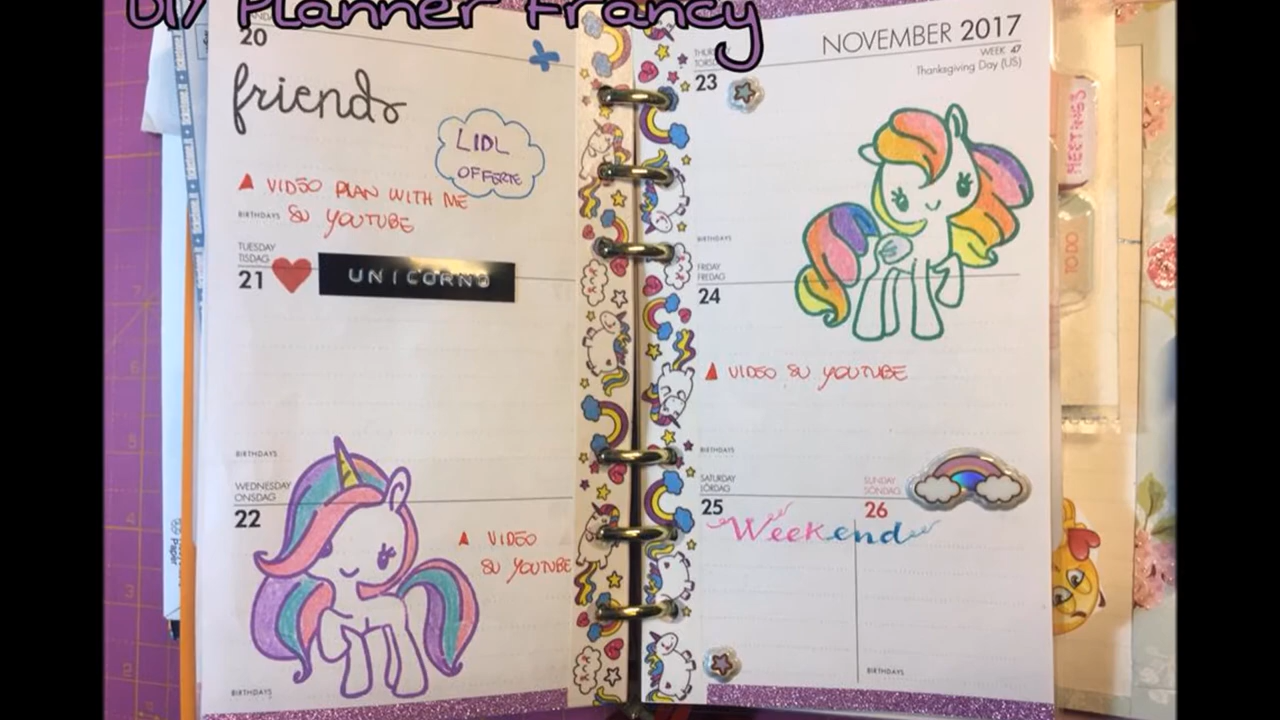 DIY Planner Francy
20
friends
LIDL
OFFERTE
VIDEO PLAN WITH ME
BIRTHDAYS SU YOUTUBE
TUESDAY
TISDAG
21
UNICORNO
BIRTHDAYS
WEDNESDAY
ONSDAG
22
VIDEO
SU YOUTUBE
BIRTHDAYS
NOVEMBER 2017
WEEK 47
Thanksgiving Day (US)
THURSDAY
TORSDAG
23
BIRTHDAYS
FRIDAY
FREDAG
24
VIDEO SU YOUTUBE
BIRTHDAYS
SATURDAY
LÖRDAG
25
SUNDAY
SÖNDAG
26
Weekend
BIRTHDAYS
MEETINGS
TO DO